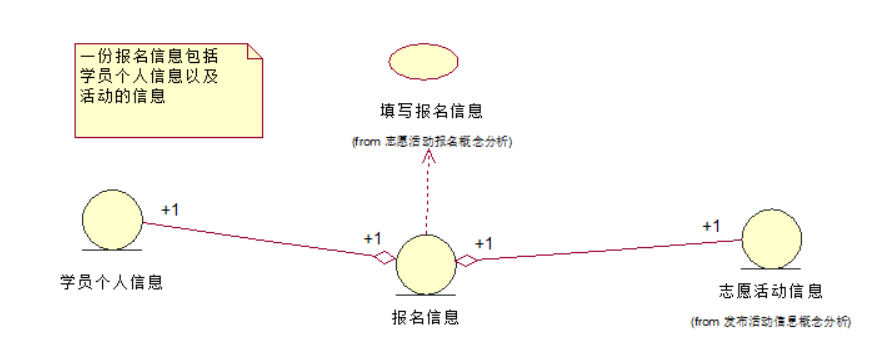 一份报名信息包括
学员个人信息以及
活动的信息
填写报名信息
(from 志愿活动报名概念分析)
+1
+1
+1
+1
学员个人信息
报名信息
志愿活动信息
(from 发布活动信息概念分析)